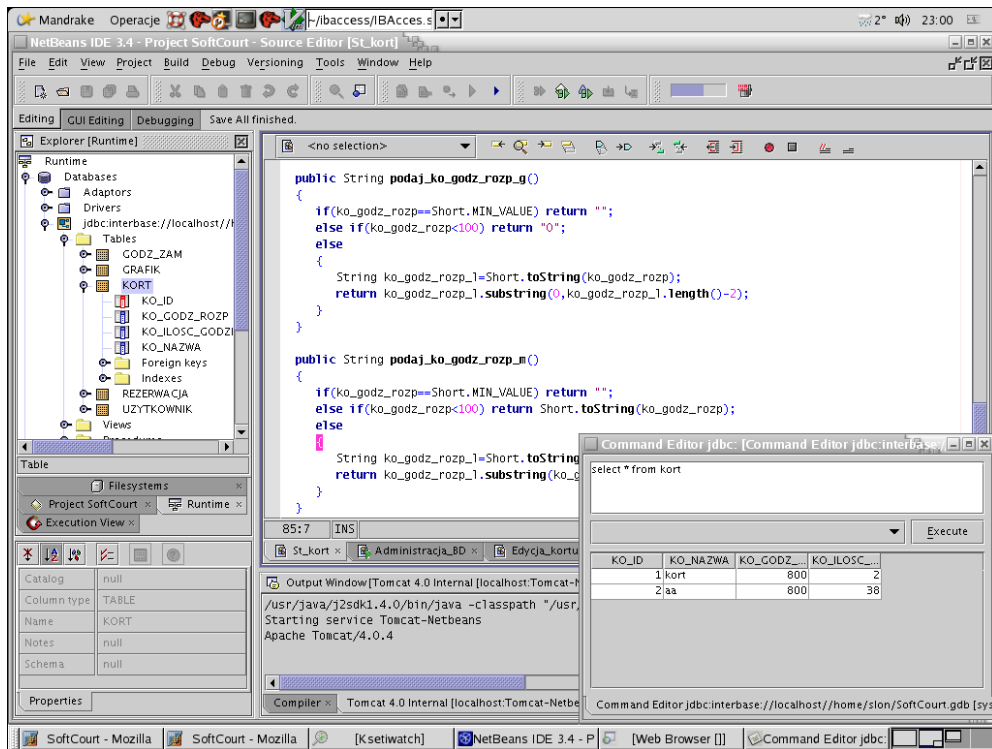 Mandrake Operacje ~/ibaccess/IBAcces.s 2° 23:00
NetBeans IDE 3.4 - Project SoftCourt - Source Editor [St_kort]
File Edit View Project Build Debug Versioning Tools Window Help
Editing GUI Editing Debugging Save All finished.
Explorer [Runtime]
Runtime
Databases
Adaptors
Drivers
jdbc:interbase://localhost//h
Tables
GODZ_ZAM
GRAFIK
KORT
KO_ID
KO_GODZ_ROZP
KO_ILOSC_GODZI
KO_NAZWA
Foreign keys
Indexes
REZERWACJA
UZYTKOWNIK
Views
Table
Filesystems
Project SoftCourt
Runtime
Execution View
Catalog null
Column type TABLE
Name KORT
Notes null
Schema null
Properties
<no selection>
public String podaj_ko_godz_rozp_g()
{
if(ko_godz_rozp==Short.MIN_VALUE) return "";
else if(ko_godz_rozp<100) return "0";
else
{
String ko_godz_rozp_l=Short.toString(ko_godz_rozp);
return ko_godz_rozp_l.substring(0,ko_godz_rozp_l.length()-2);
}
}
public String podaj_ko_godz_rozp_m()
{
if(ko_godz_rozp==Short.MIN_VALUE) return "";
else if(ko_godz_rozp<100) return Short.toString(ko_godz_rozp);
else
{
String ko_godz_rozp_l=Short.toString
return ko_godz_rozp_l.substring(ko_g
}
}
85:7 INS
St_kort Administracja_BD Edycja_kortu
Output Window [Tomcat 4.0 Internal [localhost:Tomcat-N
/usr/java/j2sdk1.4.0/bin/java -classpath "/usr/
Starting service Tomcat-Netbeans
Apache Tomcat/4.0.4
Compiler Tomcat 4.0 Internal [localhost:Tomcat-Netbe
Command Editor jdbc: [Command Editor jdbc:interbase:/
select * from kort
Execute
KO_ID KO_NAZWA KO_GODZ_... KO_ILOSC_...
1 kort 800 2
2 aa 800 38
Command Editor jdbc:interbase://localhost//home/slon/SoftCourt.gdb [sys
SoftCourt - Mozilla SoftCourt - Mozilla [Ksetiwatch] NetBeans IDE 3.4 - P [Web Browser []] Command Editor jdbc: